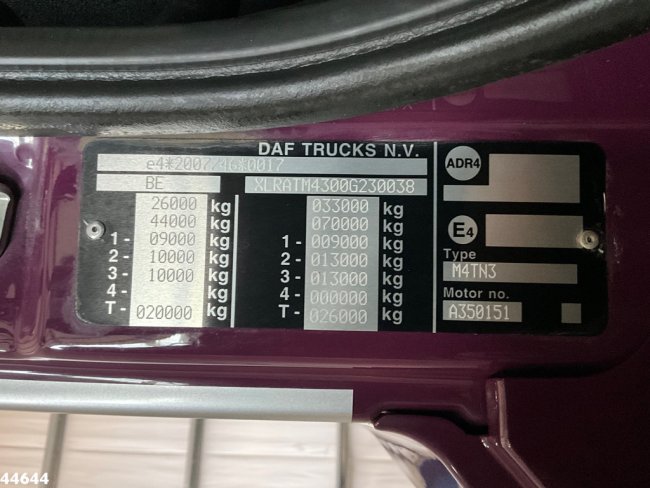 DAF TRUCKS N.V.
e4*2007/46*0017
BE XLRATM4300G230038
26000 kg 033000 kg
44000 kg 070000 kg
1 - 09000 kg 1 - 009000 kg
2 - 10000 kg 2 - 013000 kg
3 - 10000 kg 3 - 013000 kg
4 - kg 4 - 000000 kg
T - 020000 kg T - 026000 kg
ADR4
E4
Type
M4TN3
Motor no.
A350151
44644